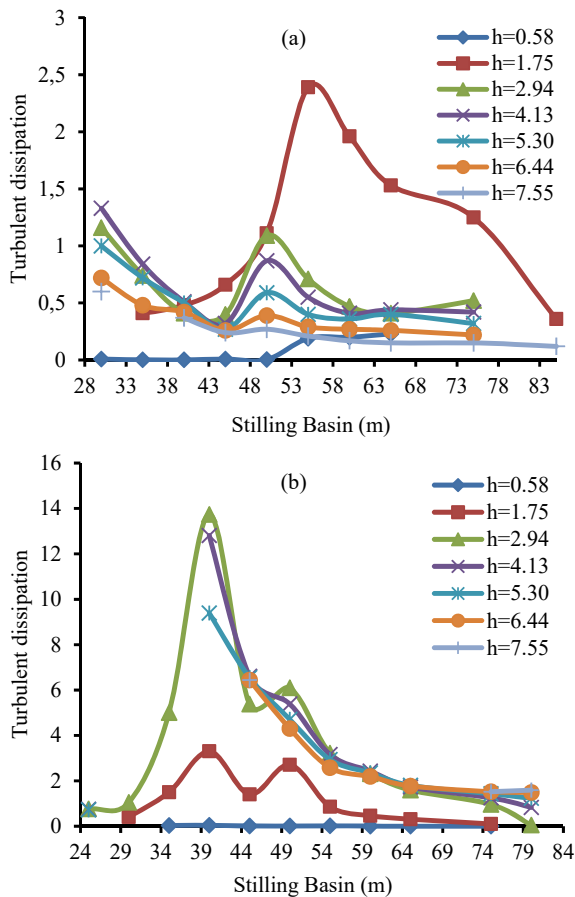 (a)
3
2,5
2
1,5
1
0,5
0
Turbulent dissipation
28 33 38 43 48 53 58 63 68 73 78 83
Stilling Basin (m)
h=0.58
h=1.75
h=2.94
h=4.13
h=5.30
h=6.44
h=7.55
(b)
16
14
12
10
8
6
4
2
0
Turbulent dissipation
24 29 34 39 44 49 54 59 64 69 74 79 84
Stilling Basin (m)
h=0.58
h=1.75
h=2.94
h=4.13
h=5.30
h=6.44
h=7.55